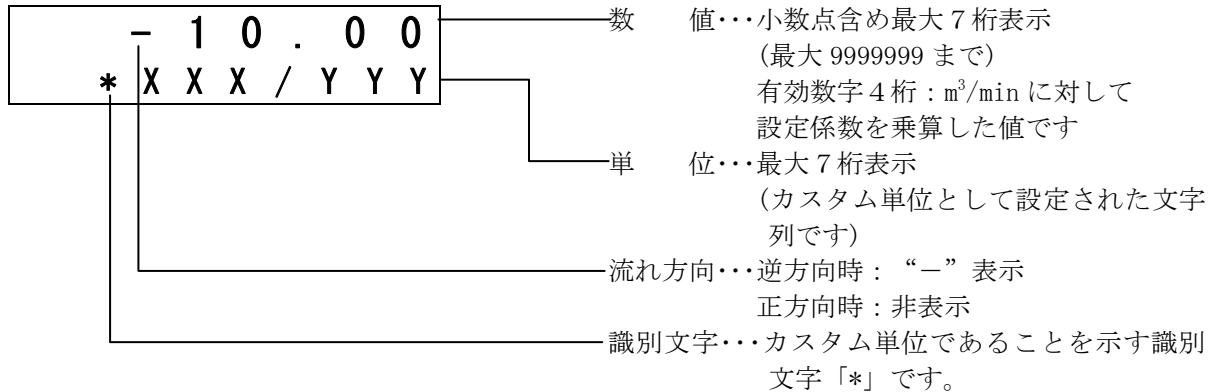 -10.00
*XXX/YYY
数　　値･･･小数点含め最大７桁表示
(最大 9999999 まで)
有効数字４桁：m³/min に対して
設定係数を乗算した値です
単　　位･･･最大７桁表示
(カスタム単位として設定された文字
列です)
流れ方向･･･逆方向時： “－”表示
正方向時：非表示
識別文字･･･カスタム単位であることを示す識別
文字「*」です。